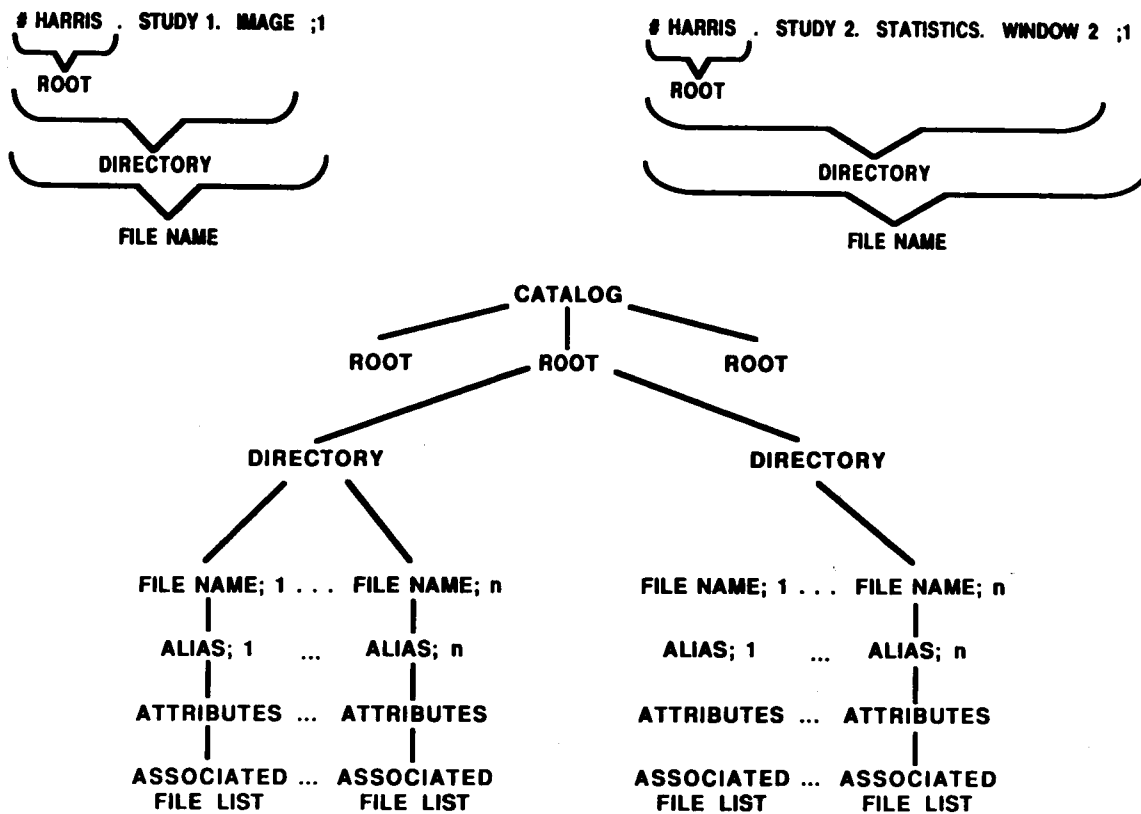 # HARRIS . STUDY 1. IMAGE ;1
ROOT
DIRECTORY
FILE NAME
# HARRIS . STUDY 2. STATISTICS. WINDOW 2 ;1
ROOT
DIRECTORY
FILE NAME
CATALOG
ROOT ROOT ROOT
DIRECTORY DIRECTORY
FILE NAME; 1 . . . FILE NAME; n FILE NAME; 1 . . . FILE NAME; n
ALIAS; 1 ... ALIAS; n ALIAS; 1 ... ALIAS; n
ATTRIBUTES ... ATTRIBUTES ATTRIBUTES ... ATTRIBUTES
ASSOCIATED ... ASSOCIATED ASSOCIATED ... ASSOCIATED
FILE LIST FILE LIST FILE LIST FILE LIST